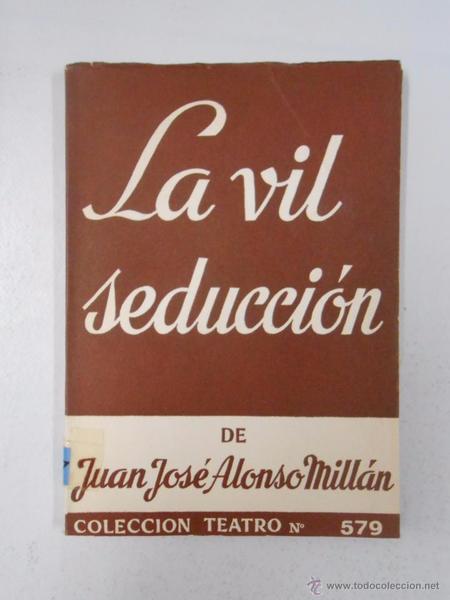 La vil
seducción
DE
Juan José Alonso Millán
COLECCION TEATRO Nº 579
© www.todocoleccion.net